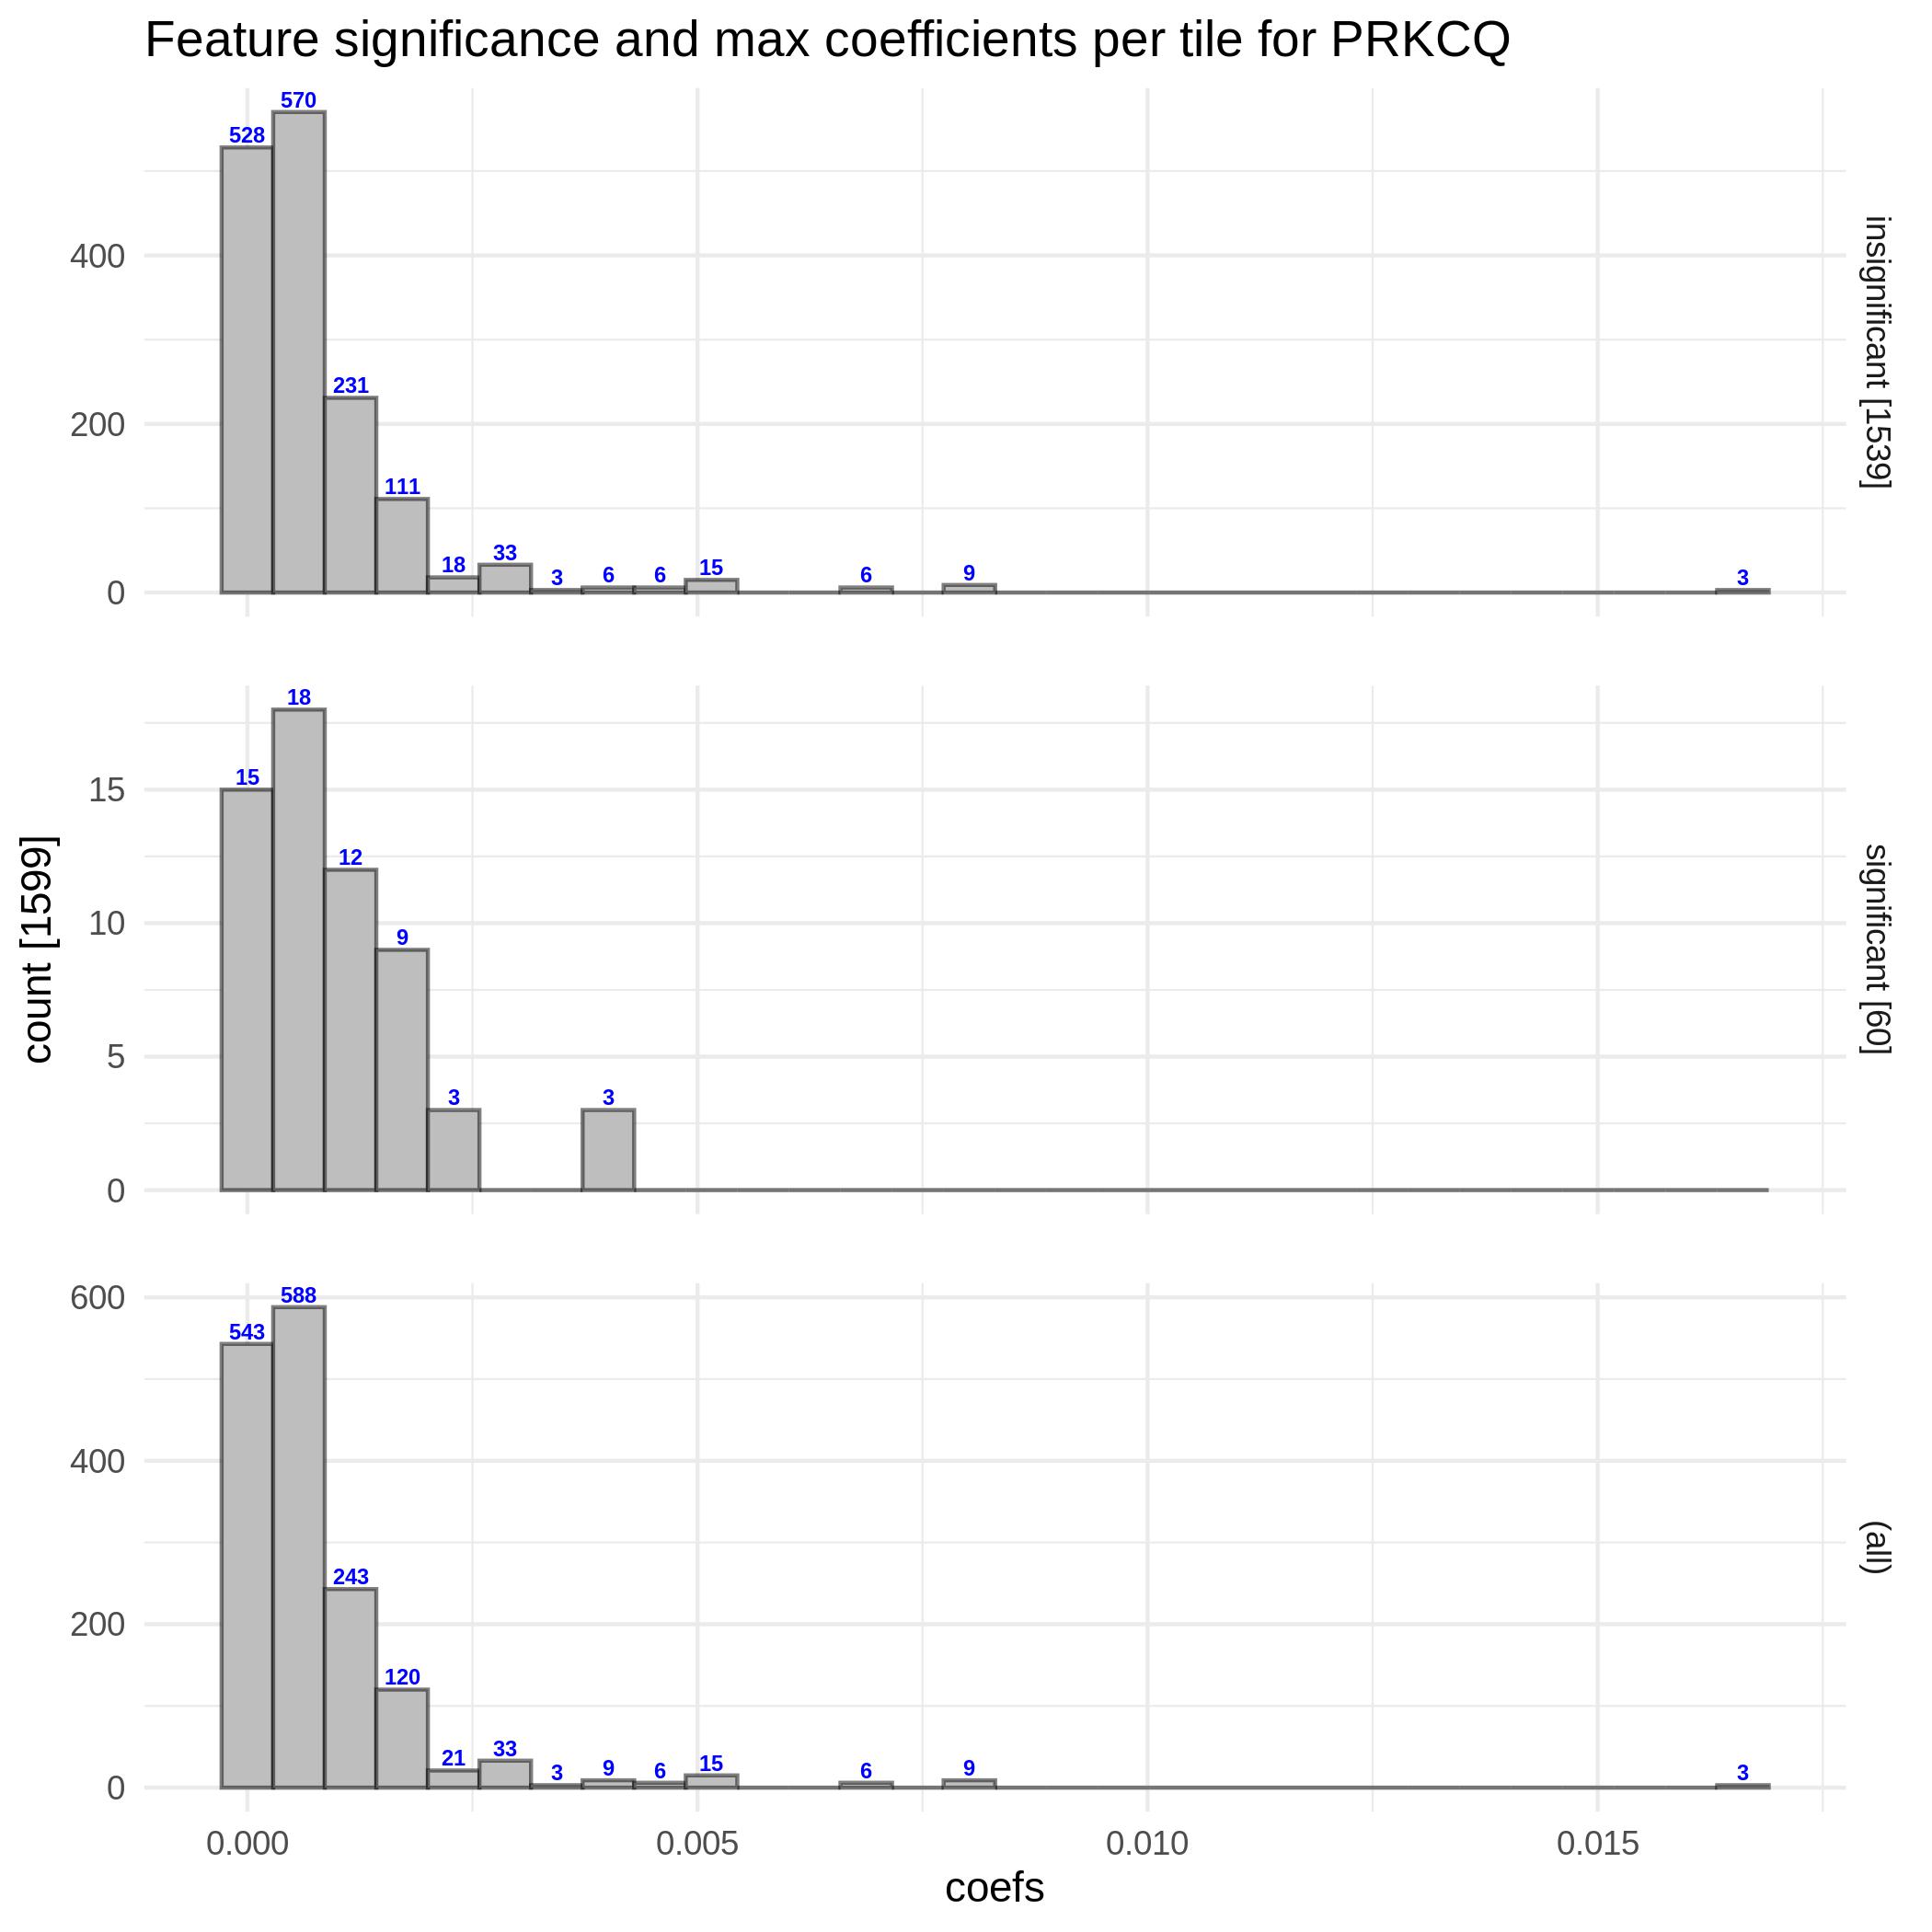 Feature significance and max coefficients per tile for PRKCQ
528 570 231 111 18 33 3 6 6 15 6 9 3
400
200
0
insignificant [1539]
15 18 12 9 3 3
15
10
5
0
significant [60]
count [1599]
543 588 243 120 21 33 3 9 6 15 6 9 3
600
400
200
0
(all)
0.000 0.005 0.010 0.015
coefs